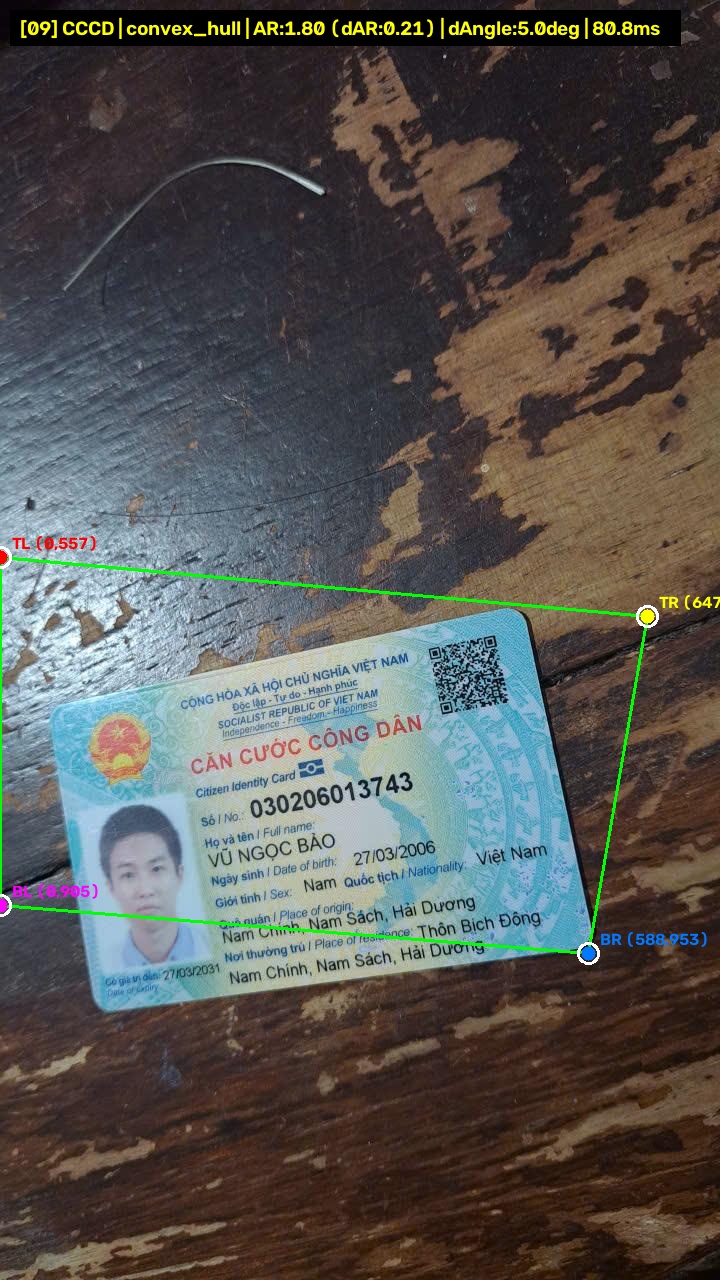 [09] CCCD | convex_hull | AR:1.80 (dAR:0.21) | dAngle:5.0deg | 80.8ms
TL (0,557)
TR (647
CỘNG HÒA XÃ HỘI CHỦ NGHĨA VIỆT NAM
Độc lập - Tự do - Hạnh phúc
SOCIALIST REPUBLIC OF VIET NAM
Independence - Freedom - Happiness
CĂN CƯỚC CÔNG DÂN
Citizen Identity Card
Số / No.: 030206013743
Họ và tên / Full name:
VŨ NGỌC BẢO
Ngày sinh / Date of birth: 27/03/2006
Giới tính / Sex: Nam Quốc tịch / Nationality: Việt Nam
BL (0,905)
Quê quán / Place of origin:
Nam Chính, Nam Sách, Hải Dương
Nơi thường trú / Place of residence: Thôn Bịch Đông
BR (588,953)
Nam Chính, Nam Sách, Hải Dương
Có giá trị đến: 27/03/2031
Date of expiry